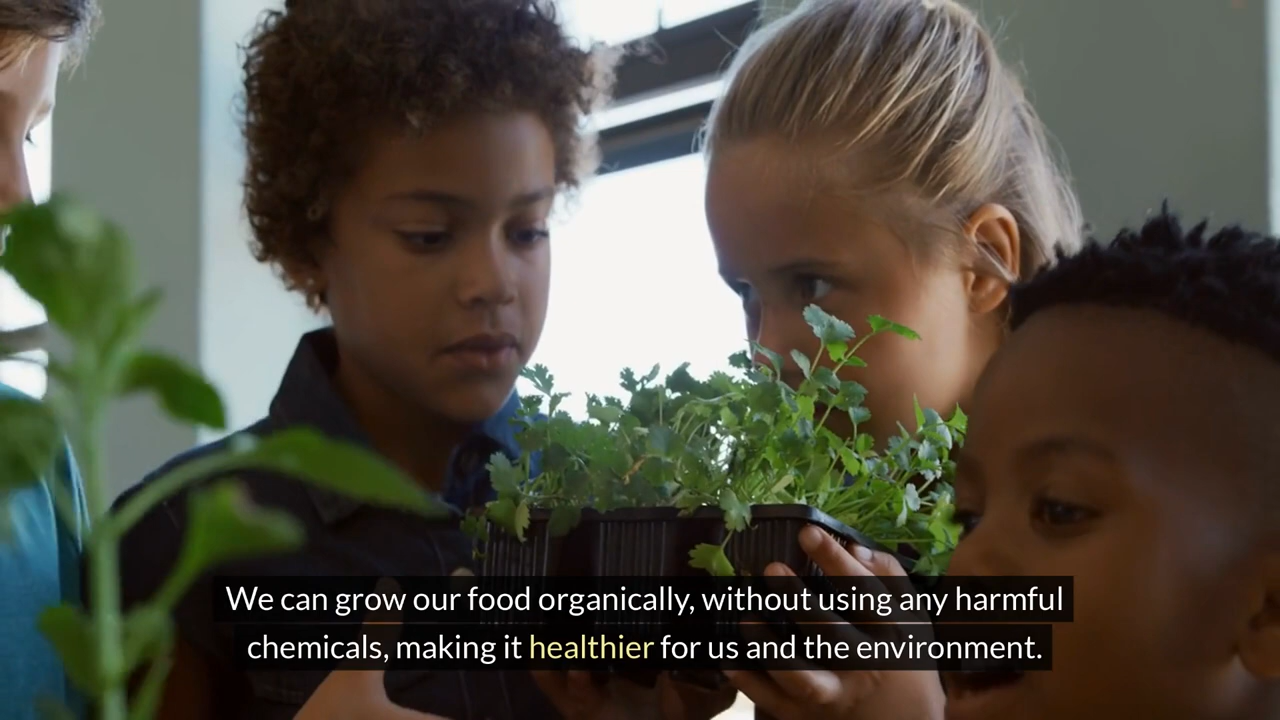 We can grow our food organically, without using any harmful
chemicals, making it healthier for us and the environment.